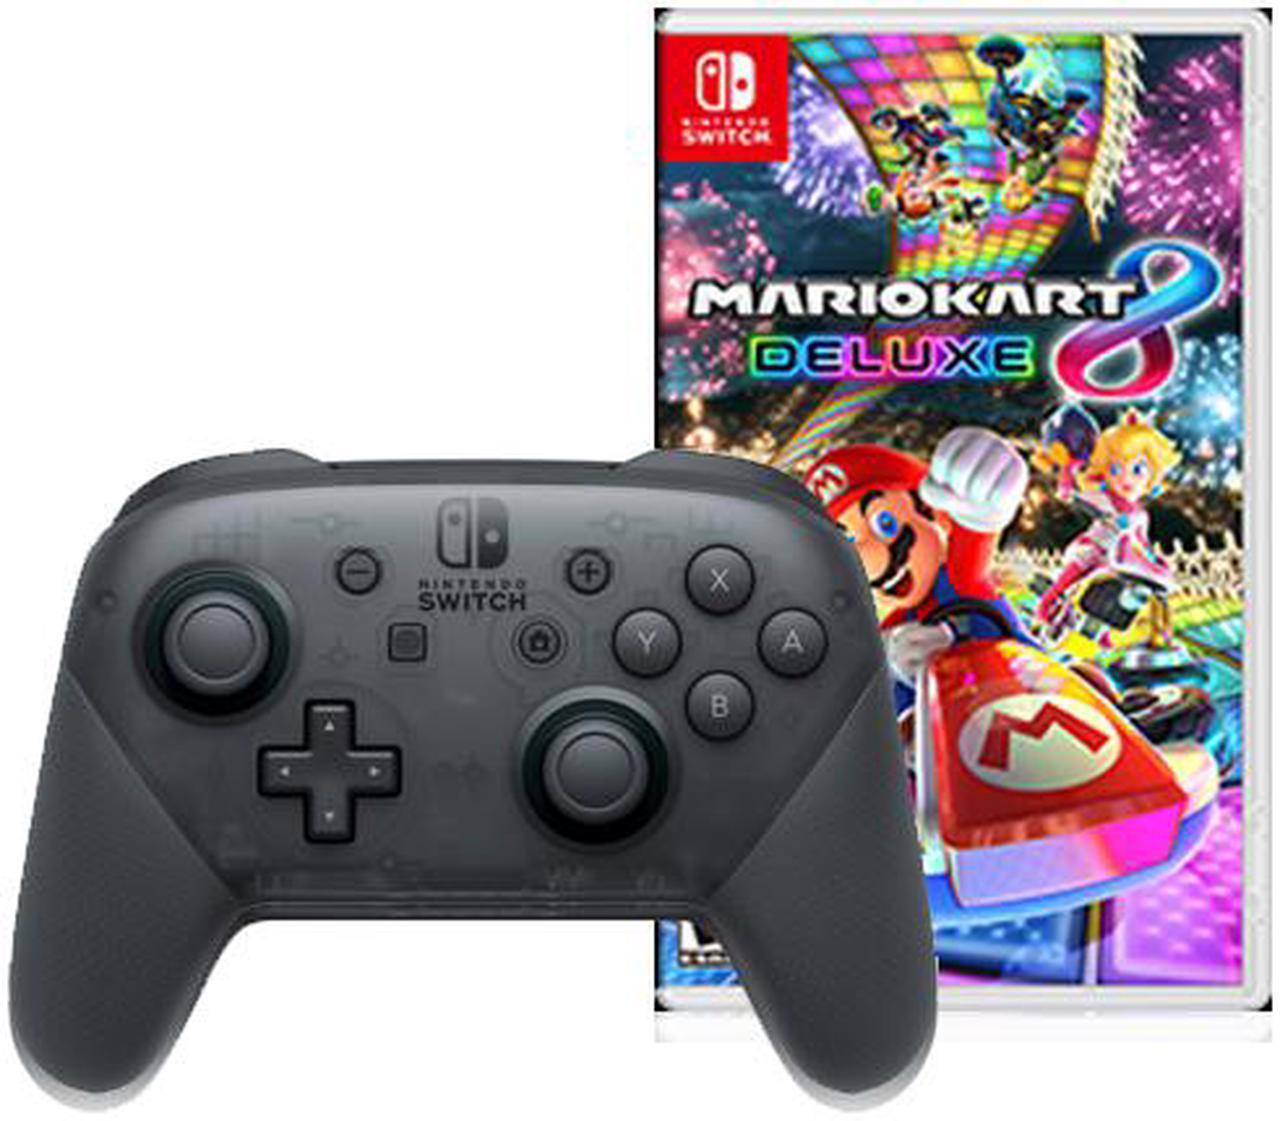 NINTENDO
SWITCH
MARIOKART 8
DELUXE
M
M
NINTENDO
SWITCH
X
Y
A
B